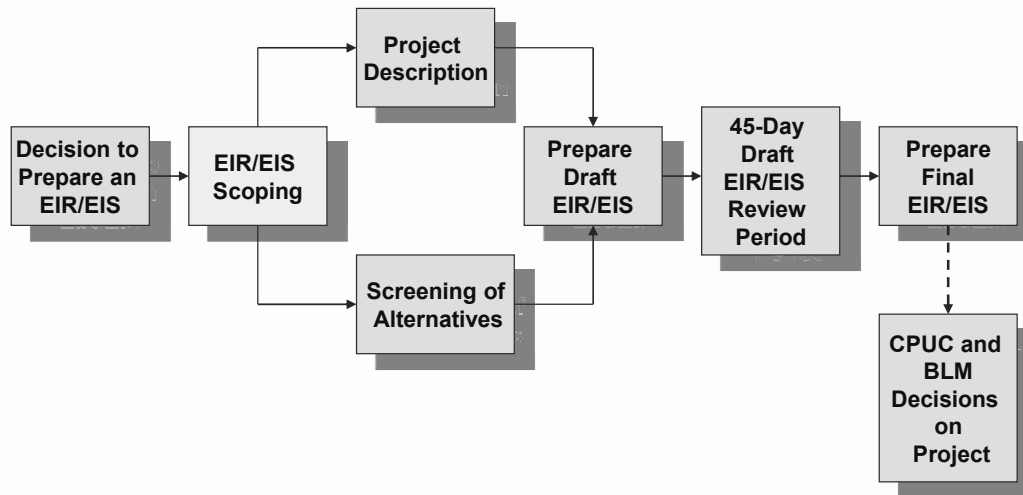 Decision to
Prepare an
EIR/EIS
EIR/EIS
Scoping
Project
Description
Screening of
Alternatives
Prepare
Draft
EIR/EIS
45-Day
Draft
EIR/EIS
Review
Period
Prepare
Final
EIR/EIS
CPUC and
BLM
Decisions
on
Project